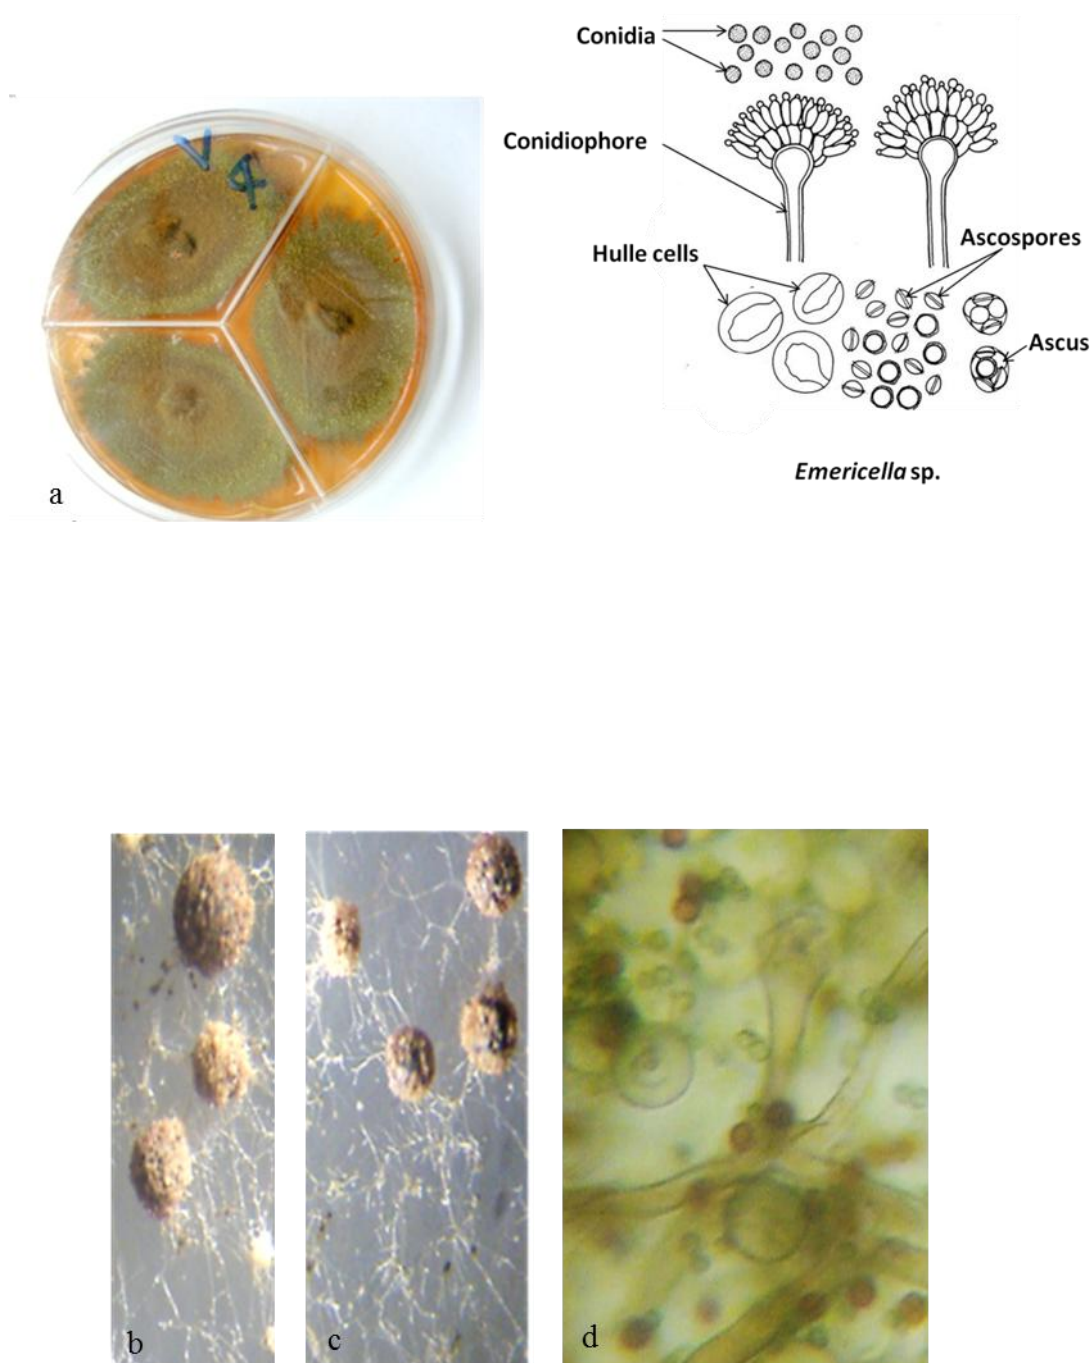 V4
a
Conidia
Conidiophore
Hulle cells
Ascospores
Ascus
Emericella sp.
b
c
d